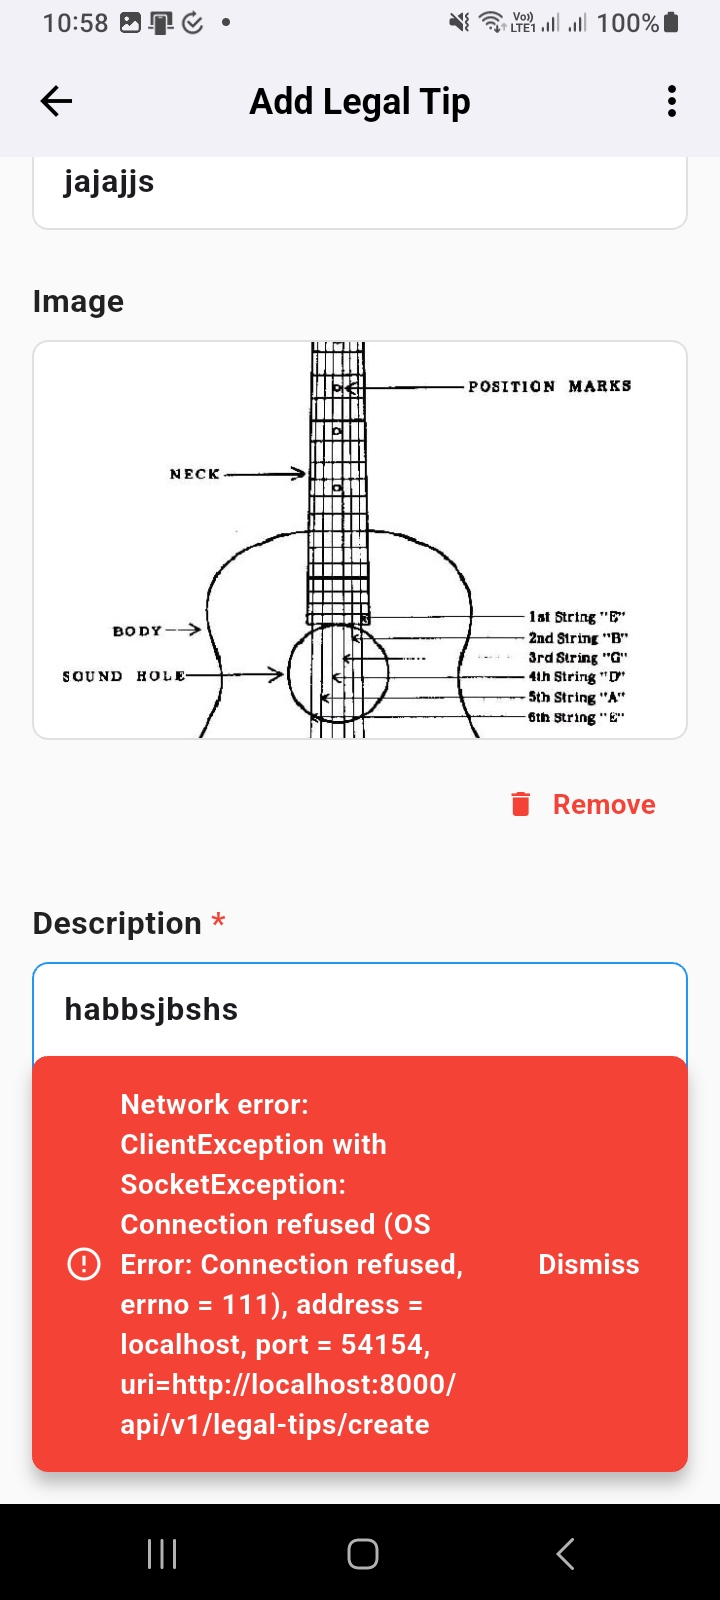 10:58
Vo))
LTE1
100%
Add Legal Tip
jajajjs
Image
POSITION MARKS
NECK
1st String "E"
BODY
2nd String "B"
3rd String "G"
SOUND HOLE
4th String "D"
5th String "A"
6th String "E"
Remove
Description *
habbsjbshs
Network error:
ClientException with
SocketException:
Connection refused (OS
Error: Connection refused,
errno = 111), address =
localhost, port = 54154,
uri=http://localhost:8000/
api/v1/legal-tips/create
Dismiss